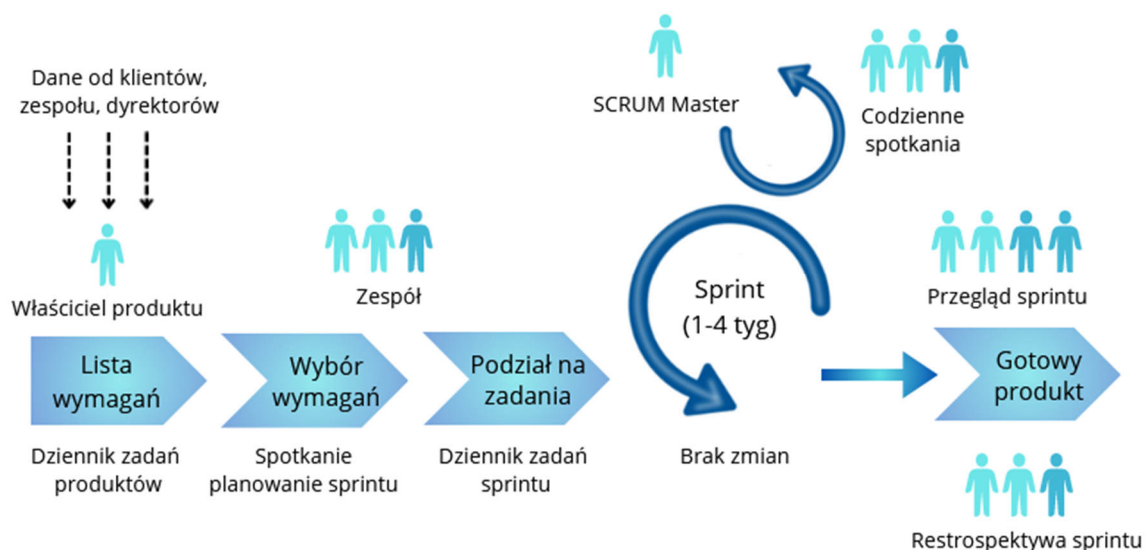 Dane od klientów,
zespołu, dyrektorów
Właściciel produktu
Zespół
SCRUM Master
Codzienne
spotkania
Sprint
(1-4 tyg)
Przegląd sprintu
Lista
wymagań
Wybór
wymagań
Podział na
zadania
Gotowy
produkt
Dziennik zadań
produktów
Spotkanie
planowanie sprintu
Dziennik zadań
sprintu
Brak zmian
Restrospektywa sprintu